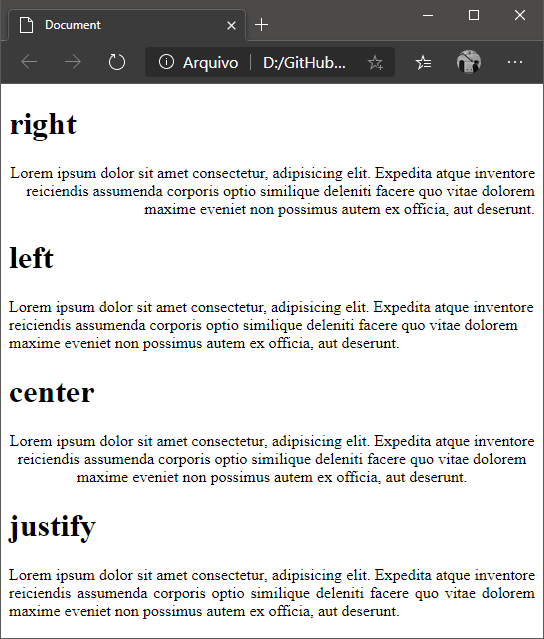 Document
Arquivo | D:/GitHub...
right
Lorem ipsum dolor sit amet consectetur, adipisicing elit. Expedita atque inventore
reiciendis assumenda corporis optio similique deleniti facere quo vitae dolorem
maxime eveniet non possimus autem ex officia, aut deserunt.
left
Lorem ipsum dolor sit amet consectetur, adipisicing elit. Expedita atque inventore
reiciendis assumenda corporis optio similique deleniti facere quo vitae dolorem
maxime eveniet non possimus autem ex officia, aut deserunt.
center
Lorem ipsum dolor sit amet consectetur, adipisicing elit. Expedita atque inventore
reiciendis assumenda corporis optio similique deleniti facere quo vitae dolorem
maxime eveniet non possimus autem ex officia, aut deserunt.
justify
Lorem ipsum dolor sit amet consectetur, adipisicing elit. Expedita atque inventore
reiciendis assumenda corporis optio similique deleniti facere quo vitae dolorem
maxime eveniet non possimus autem ex officia, aut deserunt.